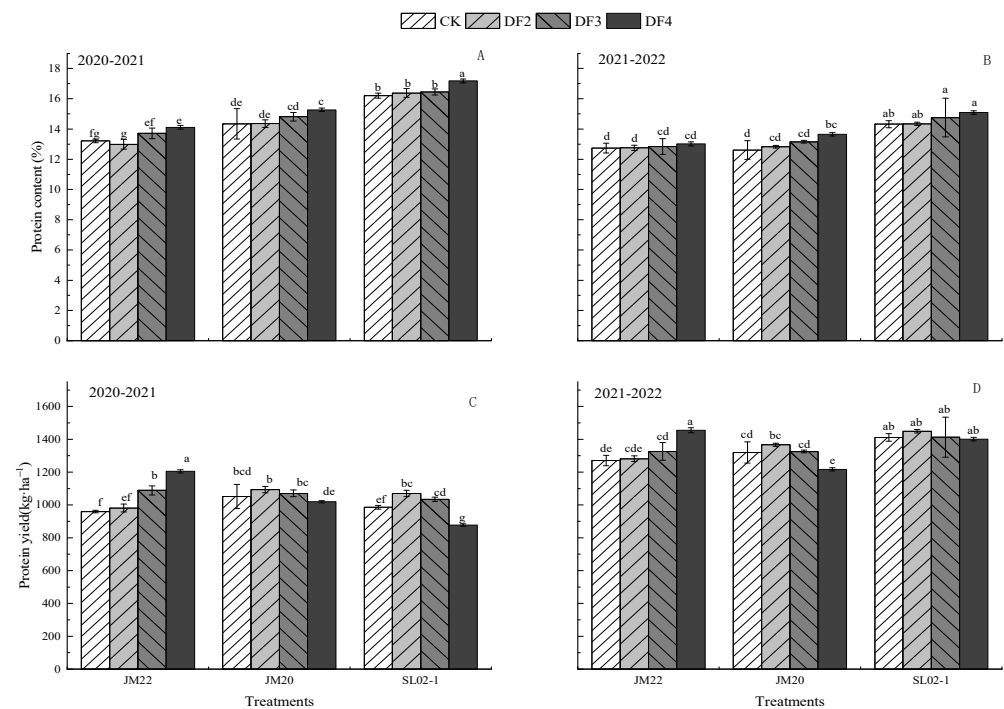 CK DF2 DF3 DF4
2020-2021 A
Protein content (%)
18
16
14
12
10
8
6
4
2
0
fg g ef e
de de cd c
b b b a
2021-2022 B
d d cd cd
d cd cd bc
ab ab a a
2020-2021 C
Protein yield(kg·ha⁻¹)
1600
1400
1200
1000
800
600
400
200
0
f ef b a
bcd b bc de
ef bc cd g
JM22 JM20 SL02-1
Treatments
2021-2022 D
de cde cd a
cd bc cd e
ab ab ab ab
JM22 JM20 SL02-1
Treatments